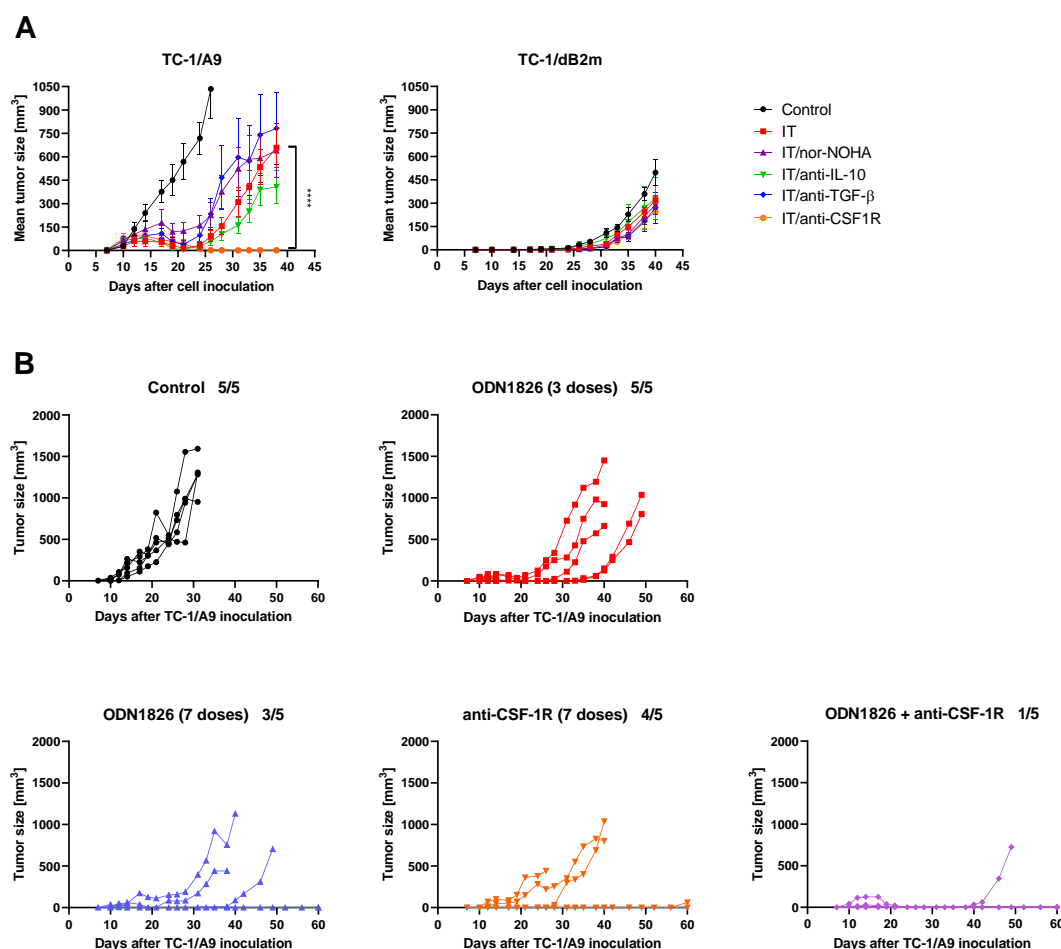 A
TC-1/A9
TC-1/dB2m
Mean tumor size [mm³]
1050
900
750
600
450
300
150
0
0 5 10 15 20 25 30 35 40 45
Days after cell inoculation
****
Mean tumor size [mm³]
1050
900
750
600
450
300
150
0
0 5 10 15 20 25 30 35 40 45
Days after cell inoculation
Control
IT
IT/nor-NOHA
IT/anti-IL-10
IT/anti-TGF-β
IT/anti-CSF1R
B
Control 5/5
Tumor size [mm³]
2000
1500
1000
500
0
0 10 20 30 40 50 60
Days after TC-1/A9 inoculation
ODN1826 (3 doses) 5/5
Tumor size [mm³]
2000
1500
1000
500
0
0 10 20 30 40 50 60
Days after TC-1/A9 inoculation
ODN1826 (7 doses) 3/5
Tumor size [mm³]
2000
1500
1000
500
0
0 10 20 30 40 50 60
Days after TC-1/A9 inoculation
anti-CSF-1R (7 doses) 4/5
Tumor size [mm³]
2000
1500
1000
500
0
0 10 20 30 40 50 60
Days after TC-1/A9 inoculation
ODN1826 + anti-CSF-1R 1/5
Tumor size [mm³]
2000
1500
1000
500
0
0 10 20 30 40 50 60
Days after TC-1/A9 inoculation